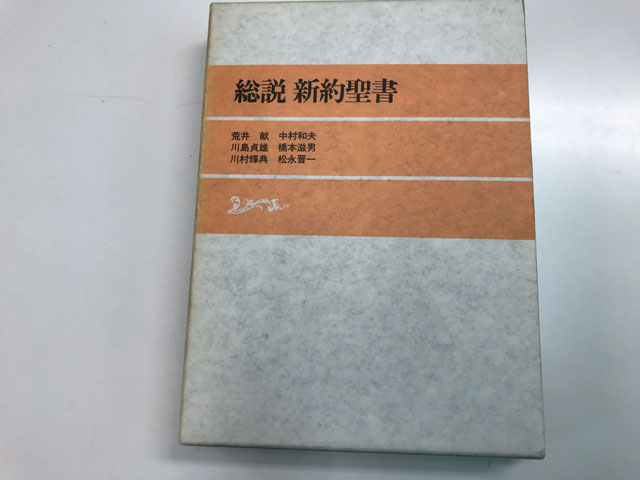 総説 新約聖書
荒井 献 中村和夫
川島貞雄 橋本滋男
川村輝典 松永晋一